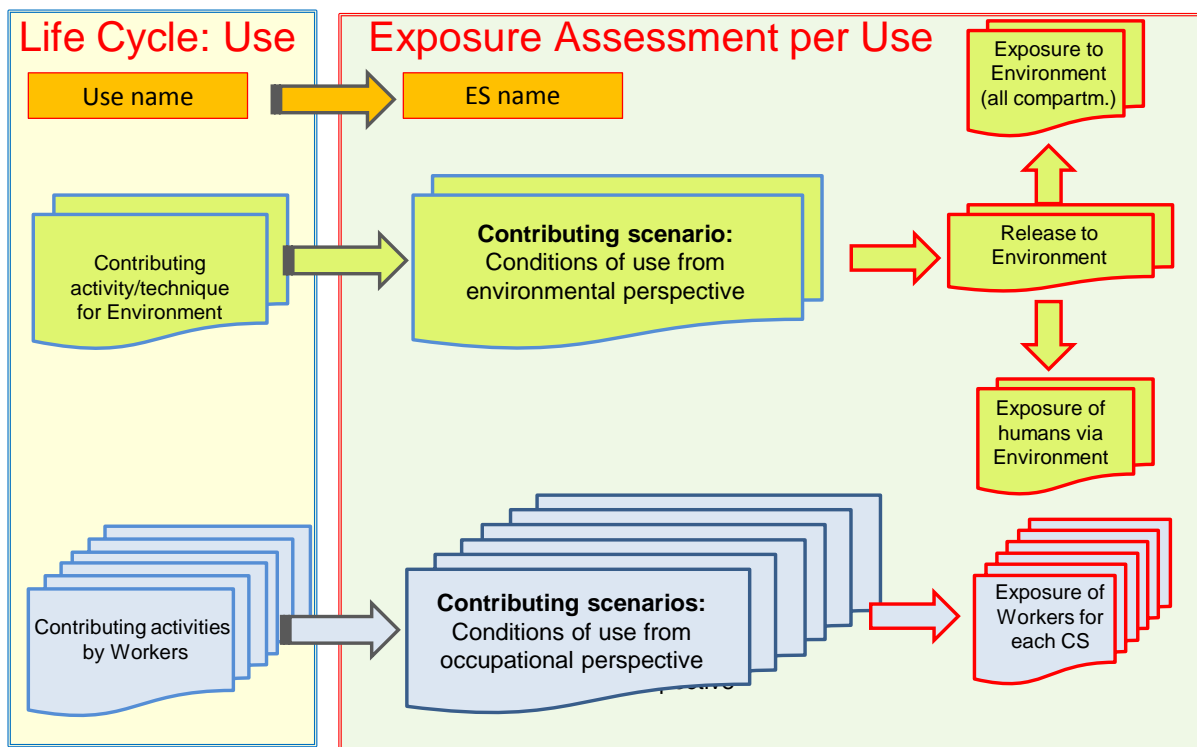 Life Cycle: Use
Exposure Assessment per Use
Use name
ES name
Exposure to
Environment
(all compartm.)
Contributing
activity/technique
for Environment
Contributing scenario:
Conditions of use from
environmental perspective
Release to
Environment
Exposure of
humans via
Environment
Contributing activities
by Workers
Contributing scenarios:
Conditions of use from
occupational perspective
Exposure of
Workers for
each CS